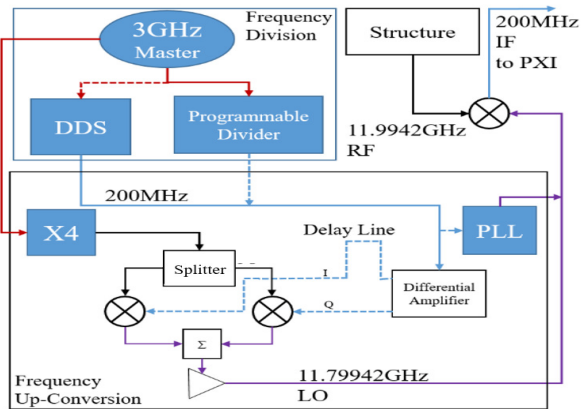 3GHz
Master
Frequency
Division
DDS
Programmable
Divider
Structure
200MHz
IF
to PXI
11.9942GHz
RF
200MHz
X4
Splitter
Delay Line
I
Q
PLL
Differential
Amplifier
Σ
11.79942GHz
LO
Frequency
Up-Conversion